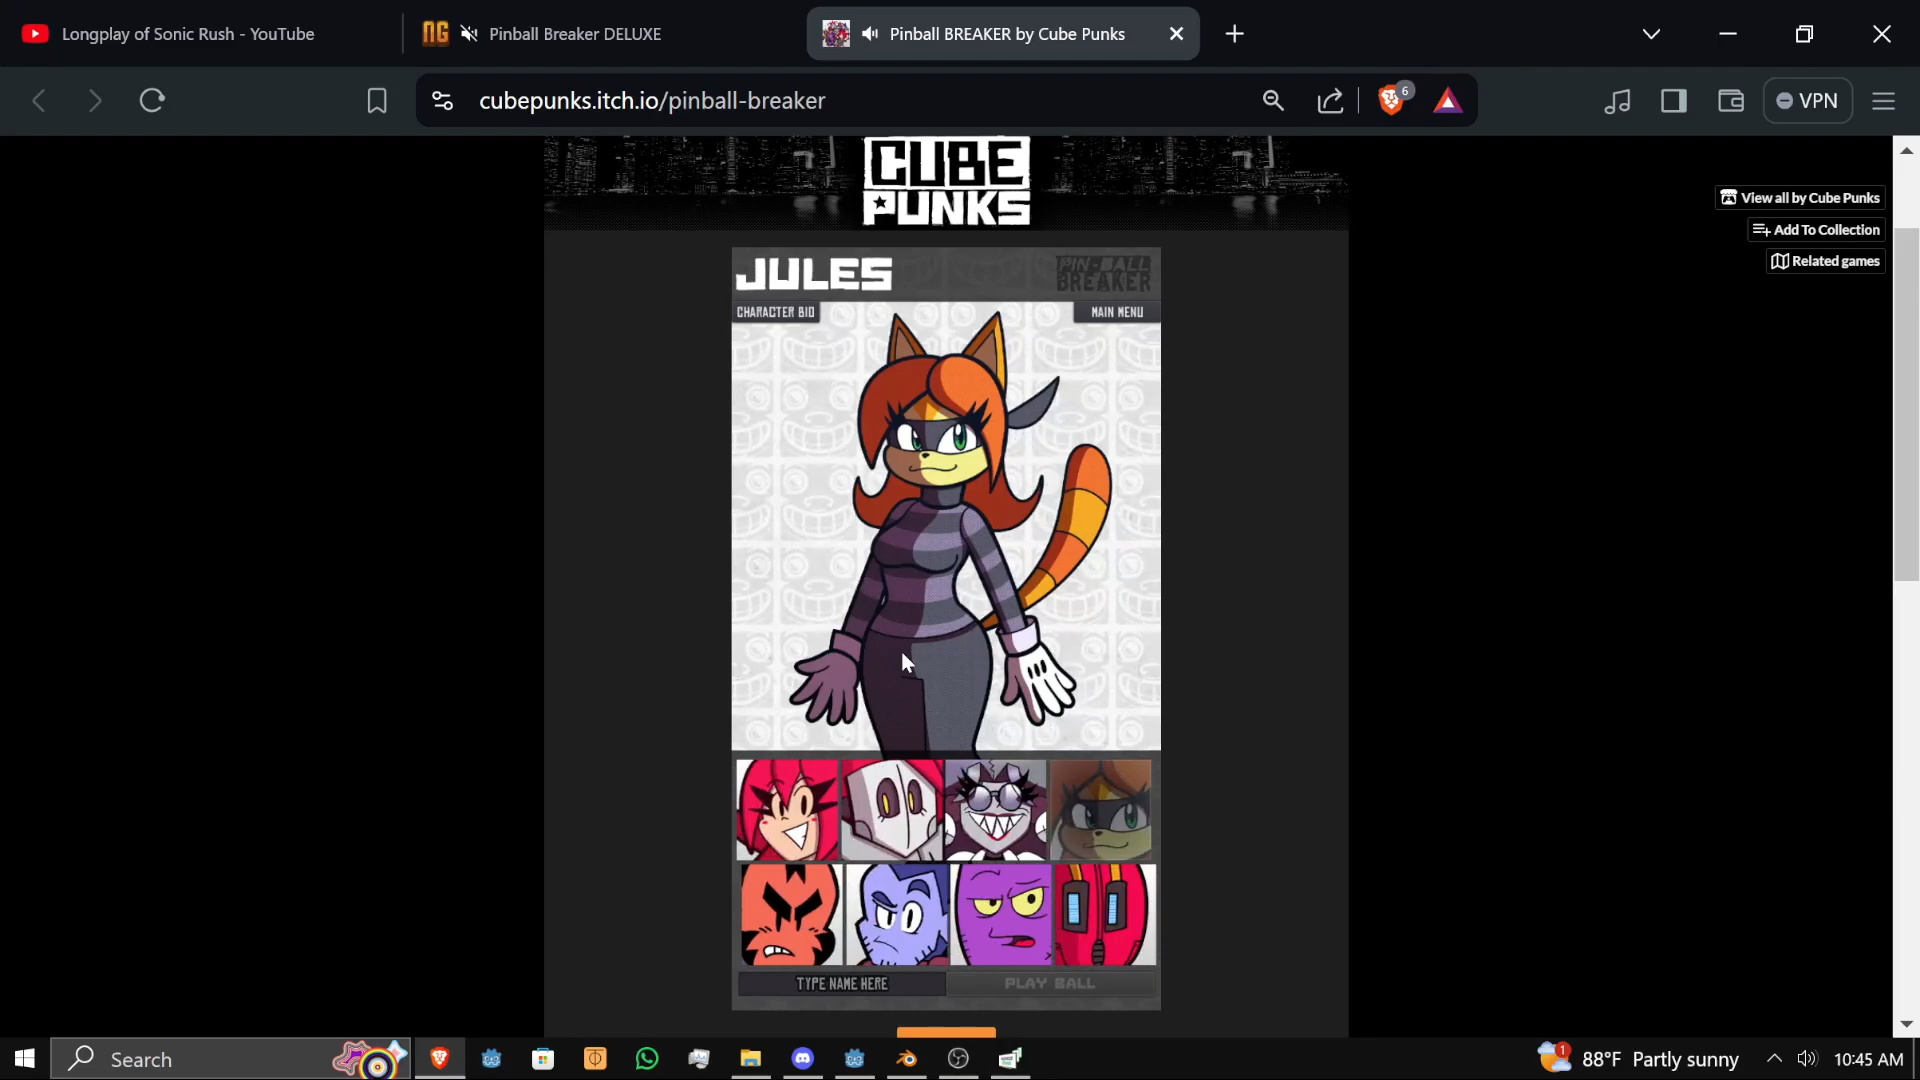 Longplay of Sonic Rush - YouTube
NG
Pinball Breaker DELUXE
Pinball BREAKER by Cube Punks
cubepunks.itch.io/pinball-breaker
6
VPN
CUBE
PUNKS
View all by Cube Punks
Add To Collection
Related games
JULES
PIN-BALL
BREAKER
CHARACTER BIO
MAIN MENU
TYPE NAME HERE
PLAY BALL
Search
1
88°F Partly sunny
10:45 AM